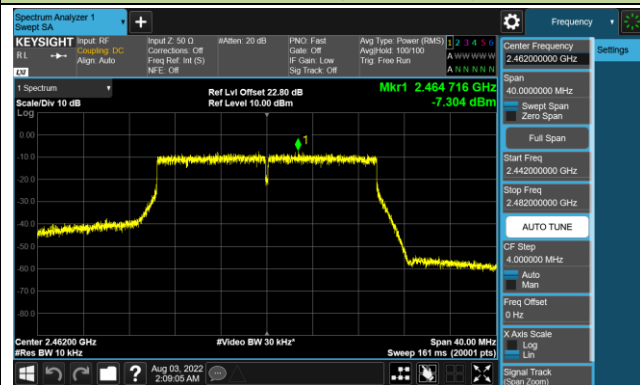 Spectrum Analyzer 1
Swept SA
Frequency
KEYSIGHT
Input: RF
Input Z: 50 Ω
#Atten: 20 dB
PNO: Fast
Avg Type: Power (RMS)
1 2 3 4 5 6
R L
Coupling: DC
Corrections: Off
Gate: Off
Avg|Hold: 100/100
A W W W W W
Align: Auto
Freq Ref: Int (S)
IF Gain: Low
Trig: Free Run
NFE: Off
Sig Track: Off
A N N N N N
LXI
1 Spectrum
Ref Lvl Offset 22.80 dB
Mkr1 2.464 716 GHz
Scale/Div 10 dB
Ref Level 10.00 dBm
-7.304 dBm
Log
1
0.00
-10.0
-20.0
-30.0
-40.0
-50.0
-60.0
-70.0
-80.0
Center 2.46200 GHz
#Video BW 30 kHz*
Span 40.00 MHz
#Res BW 10 kHz
Sweep 161 ms (20001 pts)
Aug 03, 2022
2:09:05 AM
Center Frequency
2.462000000 GHz
Settings
Span
40.0000000 MHz
Swept Span
Zero Span
Full Span
Start Freq
2.442000000 GHz
Stop Freq
2.482000000 GHz
AUTO TUNE
CF Step
4.000000 MHz
Auto
Man
Freq Offset
0 Hz
X Axis Scale
Log
Lin
Signal Track
(Span Zoom)